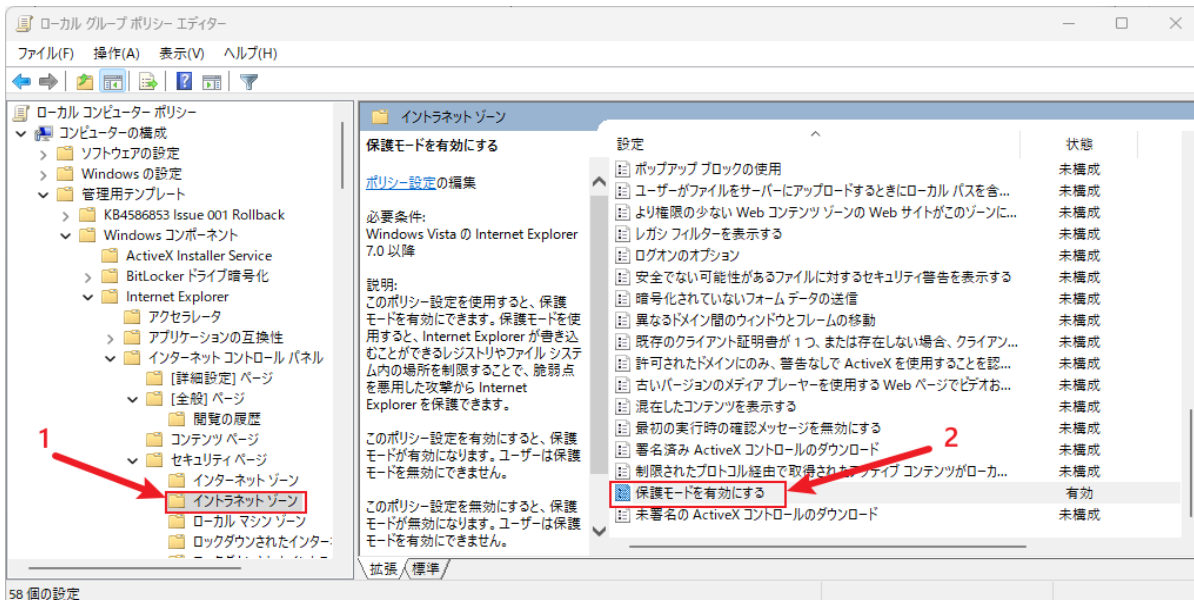 ローカル グループ ポリシー エディター
ファイル(F) 操作(A) 表示(V) ヘルプ(H)
ローカル コンピューター ポリシー
コンピューターの構成
ソフトウェアの設定
Windows の設定
管理用テンプレート
KB4586853 Issue 001 Rollback
Windows コンポーネント
ActiveX Installer Service
BitLocker ドライブ暗号化
Internet Explorer
アクセラレータ
アプリケーションの互換性
インターネット コントロール パネル
[詳細設定] ページ
[全般] ページ
閲覧の履歴
コンテンツ ページ
セキュリティ ページ
インターネット ゾーン
イントラネット ゾーン
ローカル マシン ゾーン
ロックダウンされたインター
1
イントラネット ゾーン
保護モードを有効にする
ポリシー設定の編集
必要条件:
Windows Vista の Internet Explorer
7.0 以降
説明:
このポリシー設定を使用すると、保護
モードを有効にできます。保護モードを使
用すると、Internet Explorer が書き込
むことができるレジストリやファイル システ
ム内の場所を制限することで、脆弱点
を悪用した攻撃から Internet
Explorer を保護できます。
このポリシー設定を有効にすると、保護
モードが有効になります。ユーザーは保護
モードを無効にできません。
このポリシー設定を無効にすると、保護
モードが無効になります。ユーザーは保護
モードを有効にできません。
設定 状態
ポップアップ ブロックの使用 未構成
ユーザーがファイルをサーバーにアップロードするときにローカル パスを含... 未構成
より権限の少ない Web コンテンツ ゾーンの Web サイトがこのゾーンに... 未構成
レガシ フィルターを表示する 未構成
ログオンのオプション 未構成
安全でない可能性があるファイルに対するセキュリティ警告を表示する 未構成
暗号化されていないフォーム データの送信 未構成
異なるドメイン間のウィンドウとフレームの移動 未構成
既存のクライアント証明書が 1 つ、または存在しない場合、クライアン... 未構成
許可されたドメインにのみ、警告なしで ActiveX を使用することを認... 未構成
古いバージョンのメディア プレーヤーを使用する Web ページでビデオお... 未構成
混在したコンテンツを表示する 未構成
最初の実行時の確認メッセージを無効にする 未構成
署名済み ActiveX コントロールのダウンロード 未構成
制限されたプロトコル経由で取得されたアクティブ コンテンツがローカ... 未構成
保護モードを有効にする 有効
未署名の ActiveX コントロールのダウンロード 未構成
2
拡張 標準
58 個の設定